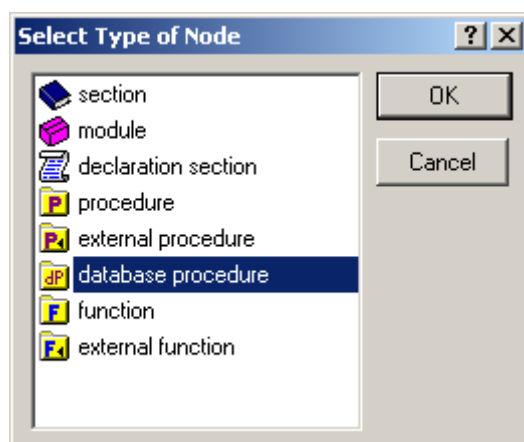 Select Type of Node
? ×
section
OK
module
declaration section
Cancel
P procedure
P external procedure
dP database procedure
F function
F external function